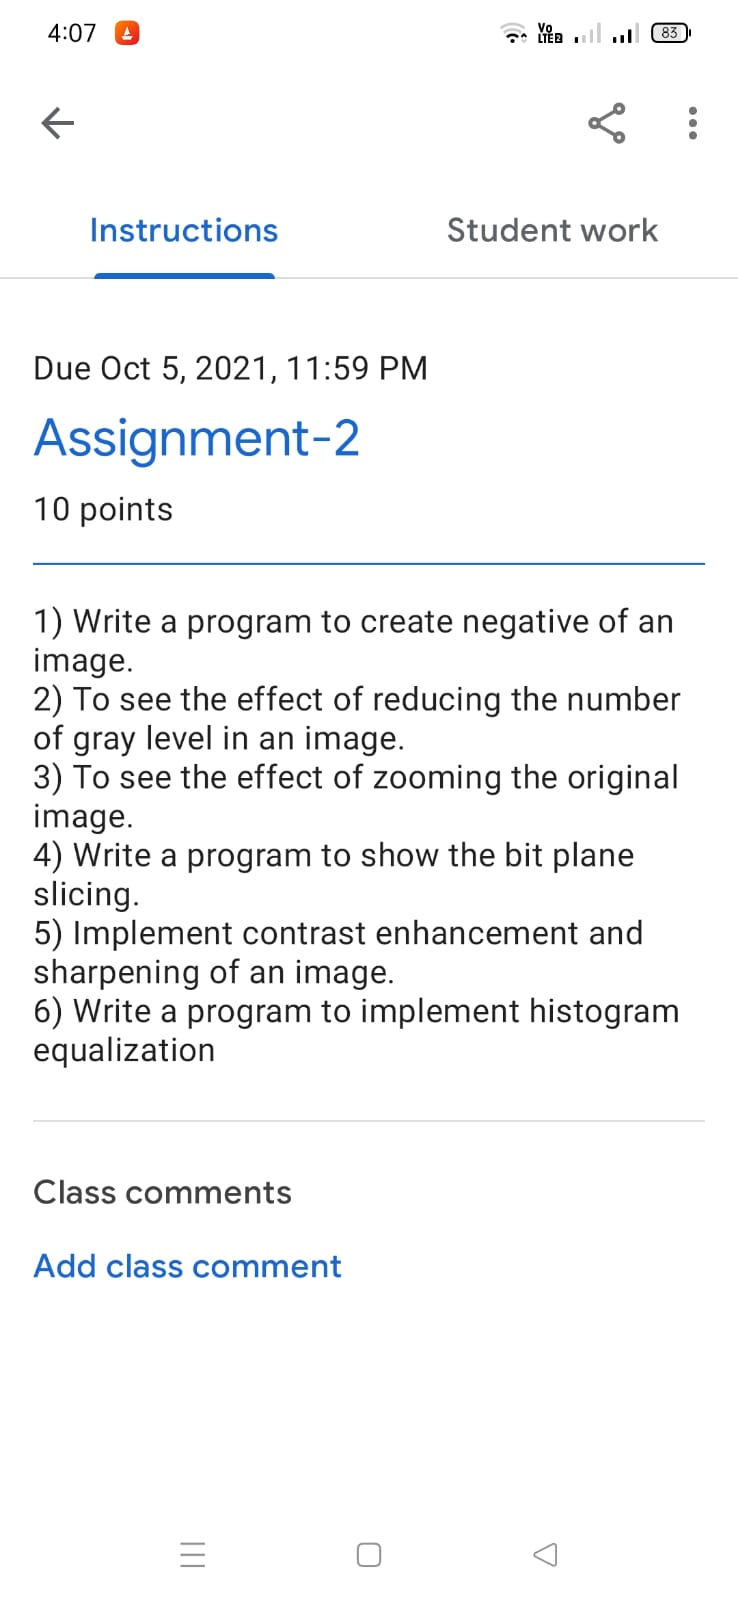 4:07
Vo
LTE2
83
Instructions
Student work
Due Oct 5, 2021, 11:59 PM
Assignment-2
10 points
1) Write a program to create negative of an
image.
2) To see the effect of reducing the number
of gray level in an image.
3) To see the effect of zooming the original
image.
4) Write a program to show the bit plane
slicing.
5) Implement contrast enhancement and
sharpening of an image.
6) Write a program to implement histogram
equalization
Class comments
Add class comment